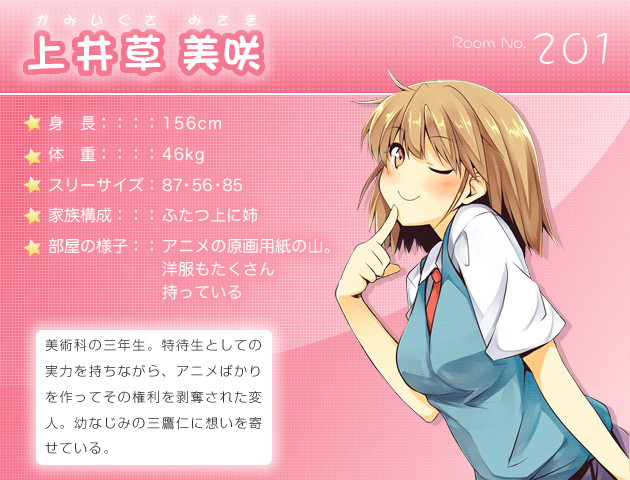 かみいぐさ みさき
上井草 美咲
Room No. 201
身 長：：：：156cm
体 重：：：：46kg
スリーサイズ：87･56･85
家族構成：：：ふたつ上に姉
部屋の様子：：アニメの原画用紙の山。
洋服もたくさん
持っている
美術科の三年生。特待生としての
実力を持ちながら、アニメばかり
を作ってその権利を剥奪された変
人。幼なじみの三鷹仁に想いを寄
せている。